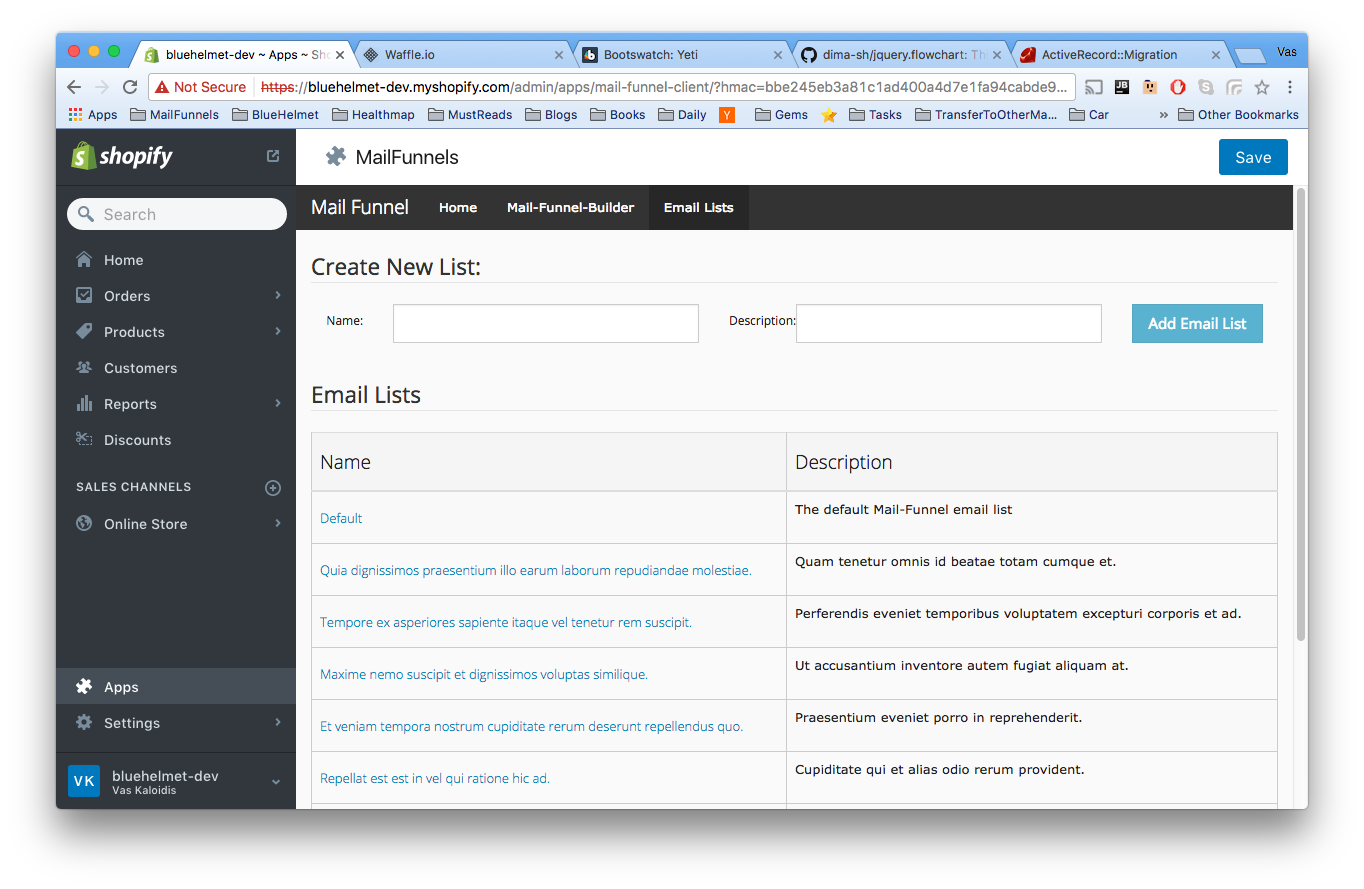 bluehelmet-dev ~ Apps ~ Sho
Waffle.io
Bootswatch: Yeti
dima-sh/jquery.flowchart: Th
ActiveRecord::Migration
Vas
Not Secure
https://bluehelmet-dev.myshopify.com/admin/apps/mail-funnel-client/?hmac=bbe245eb3a81c1ad400a4d7e1fa94cabde9...
JB
Apps
MailFunnels
BlueHelmet
Healthmap
MustReads
Blogs
Books
Daily
Y
Gems
Tasks
TransferToOtherMa...
Car
»
Other Bookmarks
shopify
MailFunnels
Save
Search
Home
Orders
Products
Customers
Reports
Discounts
SALES CHANNELS
Online Store
Apps
Settings
VK
bluehelmet-dev
Vas Kaloidis
Mail Funnel
Home
Mail-Funnel-Builder
Email Lists
Create New List:
Name:
Description:
Add Email List
Email Lists
Name
Description
Default
The default Mail-Funnel email list
Quia dignissimos praesentium illo earum laborum repudiandae molestiae.
Quam tenetur omnis id beatae totam cumque et.
Tempore ex asperiores sapiente itaque vel tenetur rem suscipit.
Perferendis eveniet temporibus voluptatem excepturi corporis et ad.
Maxime nemo suscipit et dignissimos voluptas similique.
Ut accusantium inventore autem fugiat aliquam at.
Et veniam tempora nostrum cupiditate rerum deserunt repellendus quo.
Praesentium eveniet porro in reprehenderit.
Repellat est est in vel qui ratione hic ad.
Cupiditate qui et alias odio rerum provident.